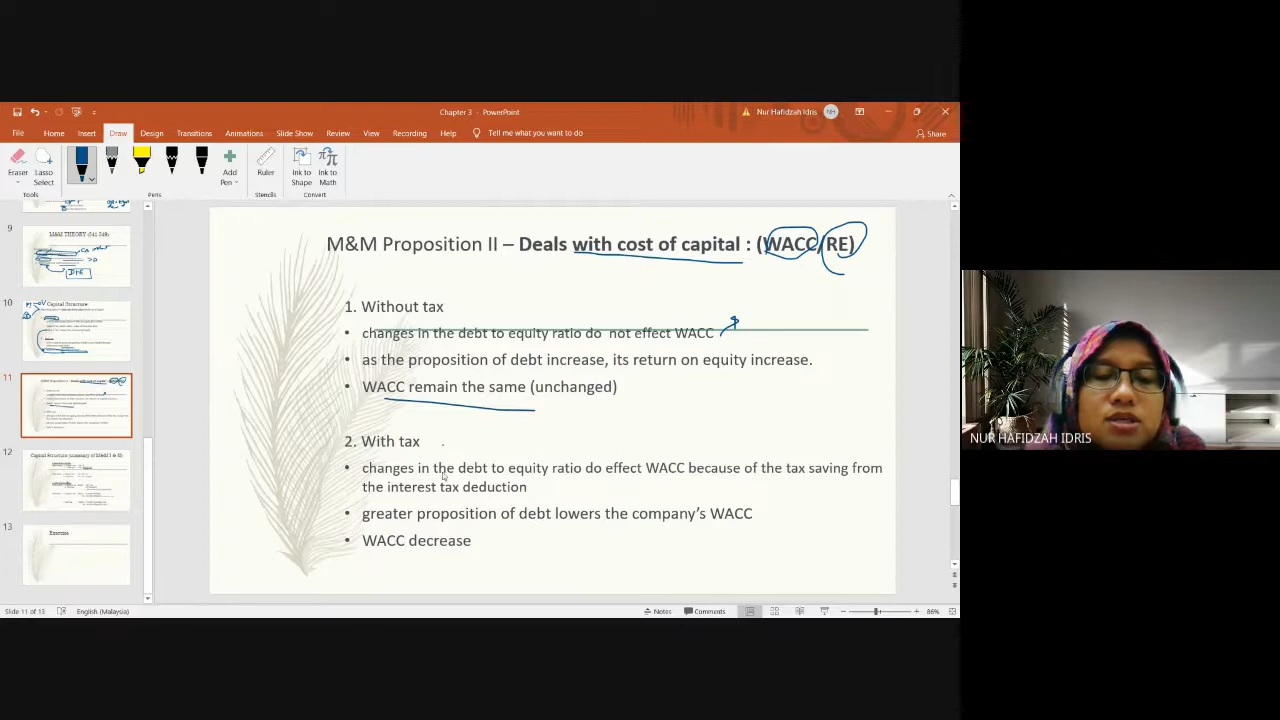 Chapter 3 - PowerPoint
Nur Hafidzah Idris
NH
File Home Insert Draw Design Transitions Animations Slide Show Review View Recording Help Tell me what you want to do
Share
Eraser
Lasso Select
Add Pen
Ruler
Ink to Shape
Ink to Math
Tools
Pens
Stencils
Convert
9
M&M THEORY
10
Capital Structure
11
12
Capital Structure (summary of M&M I & II)
13
Exercise
M&M Proposition II – Deals with cost of capital : (WACC/RE)
1. Without tax
• changes in the debt to equity ratio do not effect WACC
• as the proposition of debt increase, its return on equity increase.
• WACC remain the same (unchanged)
2. With tax
• changes in the debt to equity ratio do effect WACC because of the tax saving from
the interest tax deduction
• greater proposition of debt lowers the company's WACC
• WACC decrease
NUR HAFIDZAH IDRIS
Slide 11 of 13
English (Malaysia)
Notes
Comments
86%